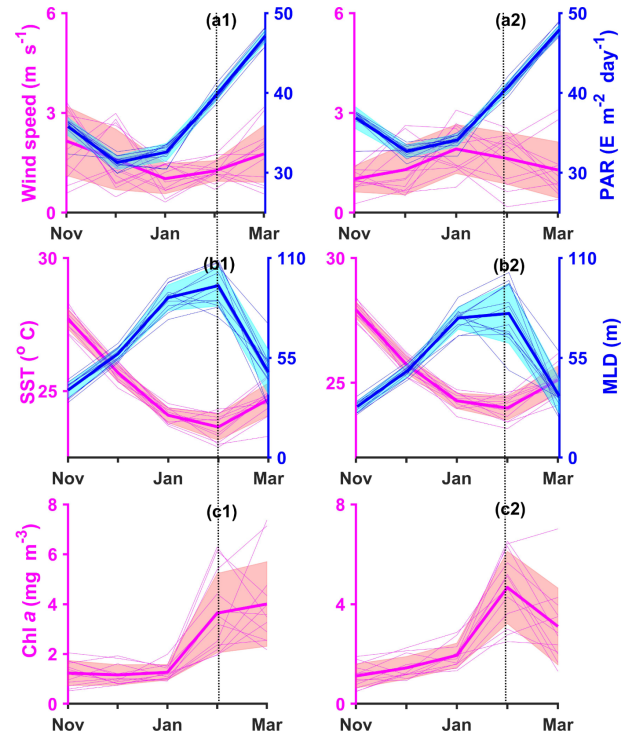 (a1) (a2)
Wind speed (m s⁻¹)
6
3
0
50
40
30
PAR (E m⁻² day⁻¹)
6
3
0
50
40
30
Nov Jan Mar Nov Jan Mar
(b1) (b2)
SST (° C)
30
25
110
55
0
MLD (m)
30
25
110
55
0
Nov Jan Mar Nov Jan Mar
(c1) (c2)
Chl a (mg m⁻³)
8
6
4
2
0
8
6
4
2
0
Nov Jan Mar Nov Jan Mar